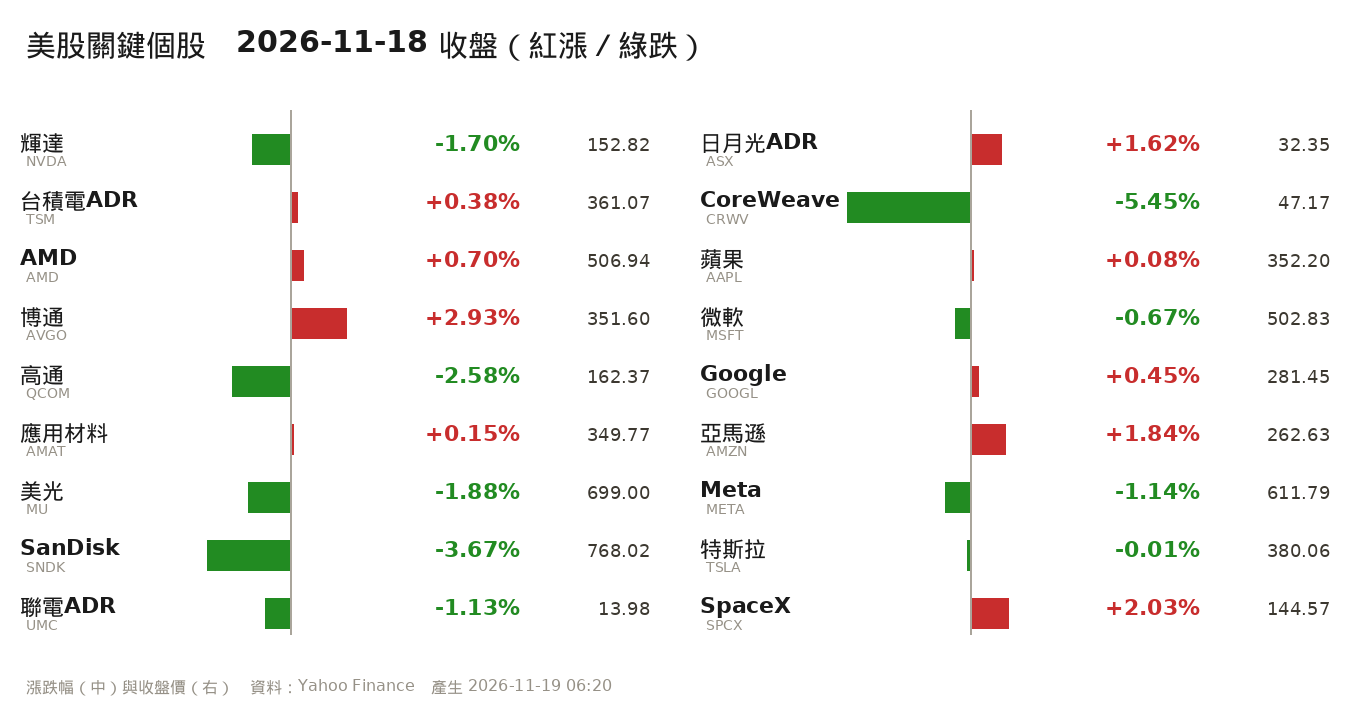 美股關鍵個股 2026-11-18 收盤（紅漲 / 綠跌）
輝達 -1.70% 152.82
NVDA
台積電ADR +0.38% 361.07
TSM
AMD +0.70% 506.94
AMD
博通 +2.93% 351.60
AVGO
高通 -2.58% 162.37
QCOM
應用材料 +0.15% 349.77
AMAT
美光 -1.88% 699.00
MU
SanDisk -3.67% 768.02
SNDK
聯電ADR -1.13% 13.98
UMC
日月光ADR +1.62% 32.35
ASX
CoreWeave -5.45% 47.17
CRWV
蘋果 +0.08% 352.20
AAPL
微軟 -0.67% 502.83
MSFT
Google +0.45% 281.45
GOOGL
亞馬遜 +1.84% 262.63
AMZN
Meta -1.14% 611.79
META
特斯拉 -0.01% 380.06
TSLA
SpaceX +2.03% 144.57
SPCX
漲跌幅（中）與收盤價（右） 資料：Yahoo Finance 產生 2026-11-19 06:20